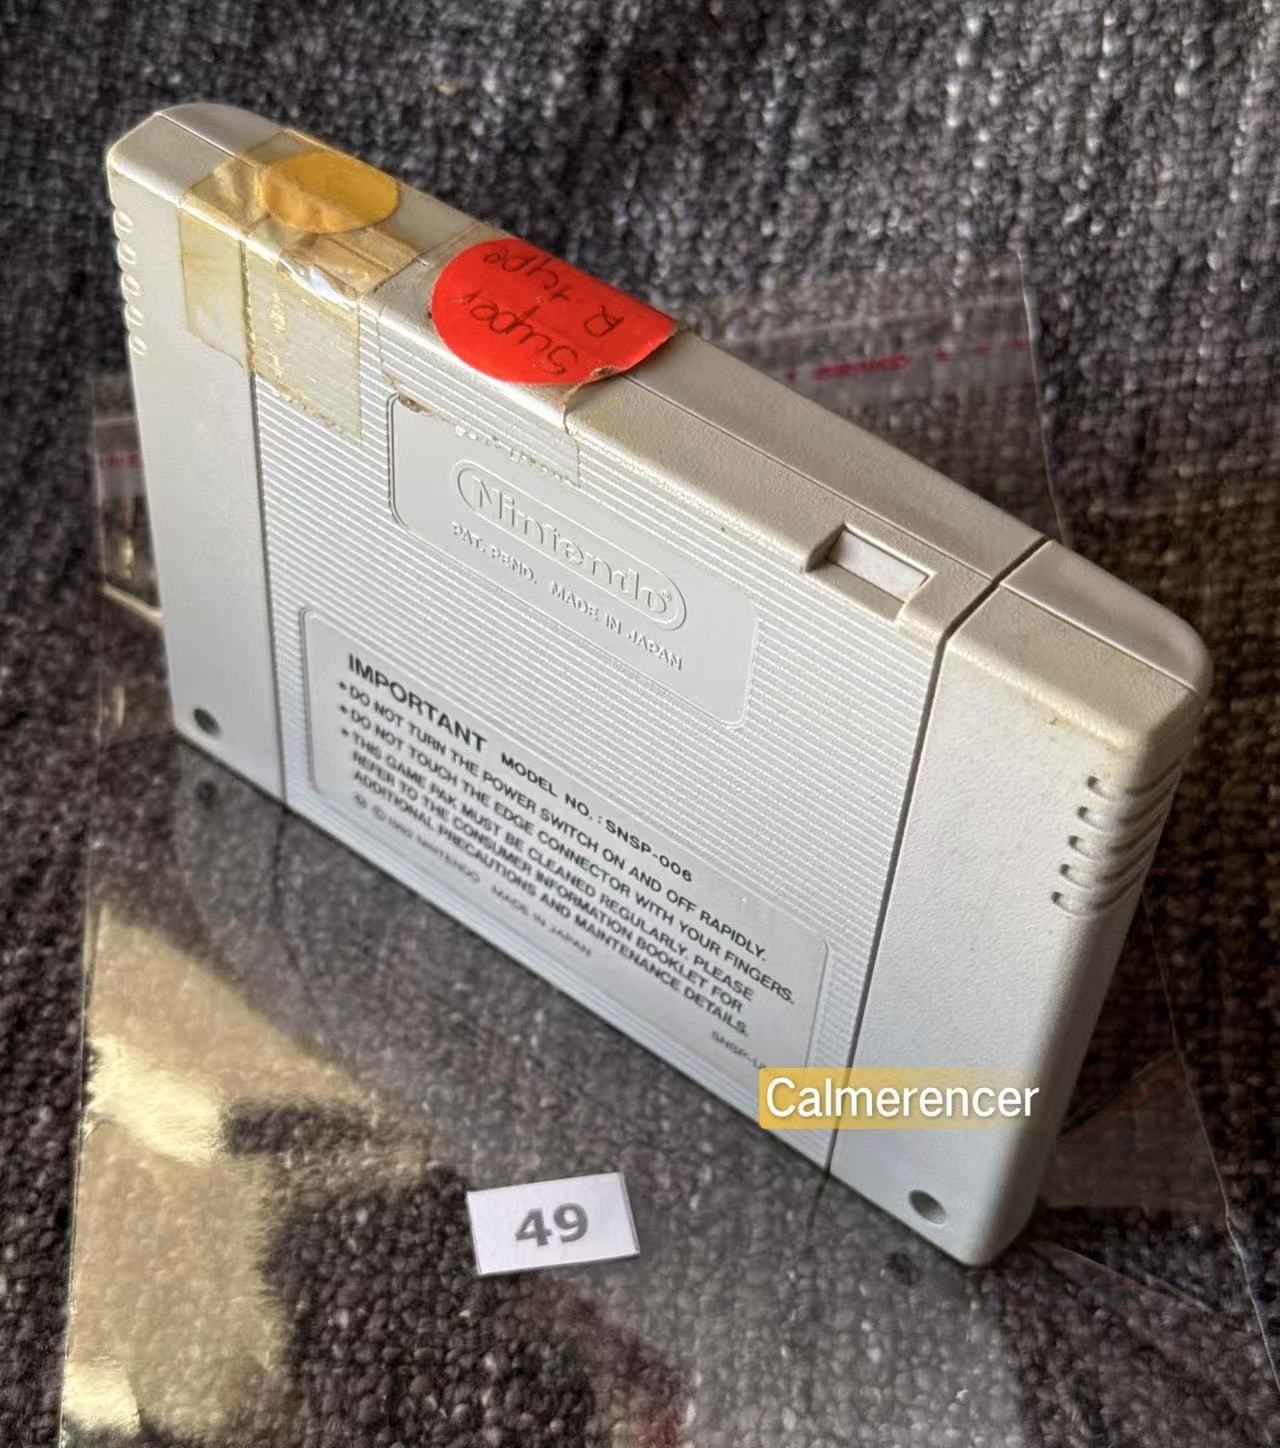 Super
R.type
Nintendo®
PAT. PEND. MADE IN JAPAN
IMPORTANT MODEL NO.: SNSP-006
• DO NOT TURN THE POWER SWITCH ON AND OFF RAPIDLY.
• DO NOT TOUCH THE EDGE CONNECTOR WITH YOUR FINGERS.
• THIS GAME PAK MUST BE CLEANED REGULARLY. PLEASE
REFER TO THE CONSUMER INFORMATION BOOKLET FOR
ADDITIONAL PRECAUTIONS AND MAINTENANCE DETAILS.
© 1992 NINTENDO MADE IN JAPAN
Calmerencer
49